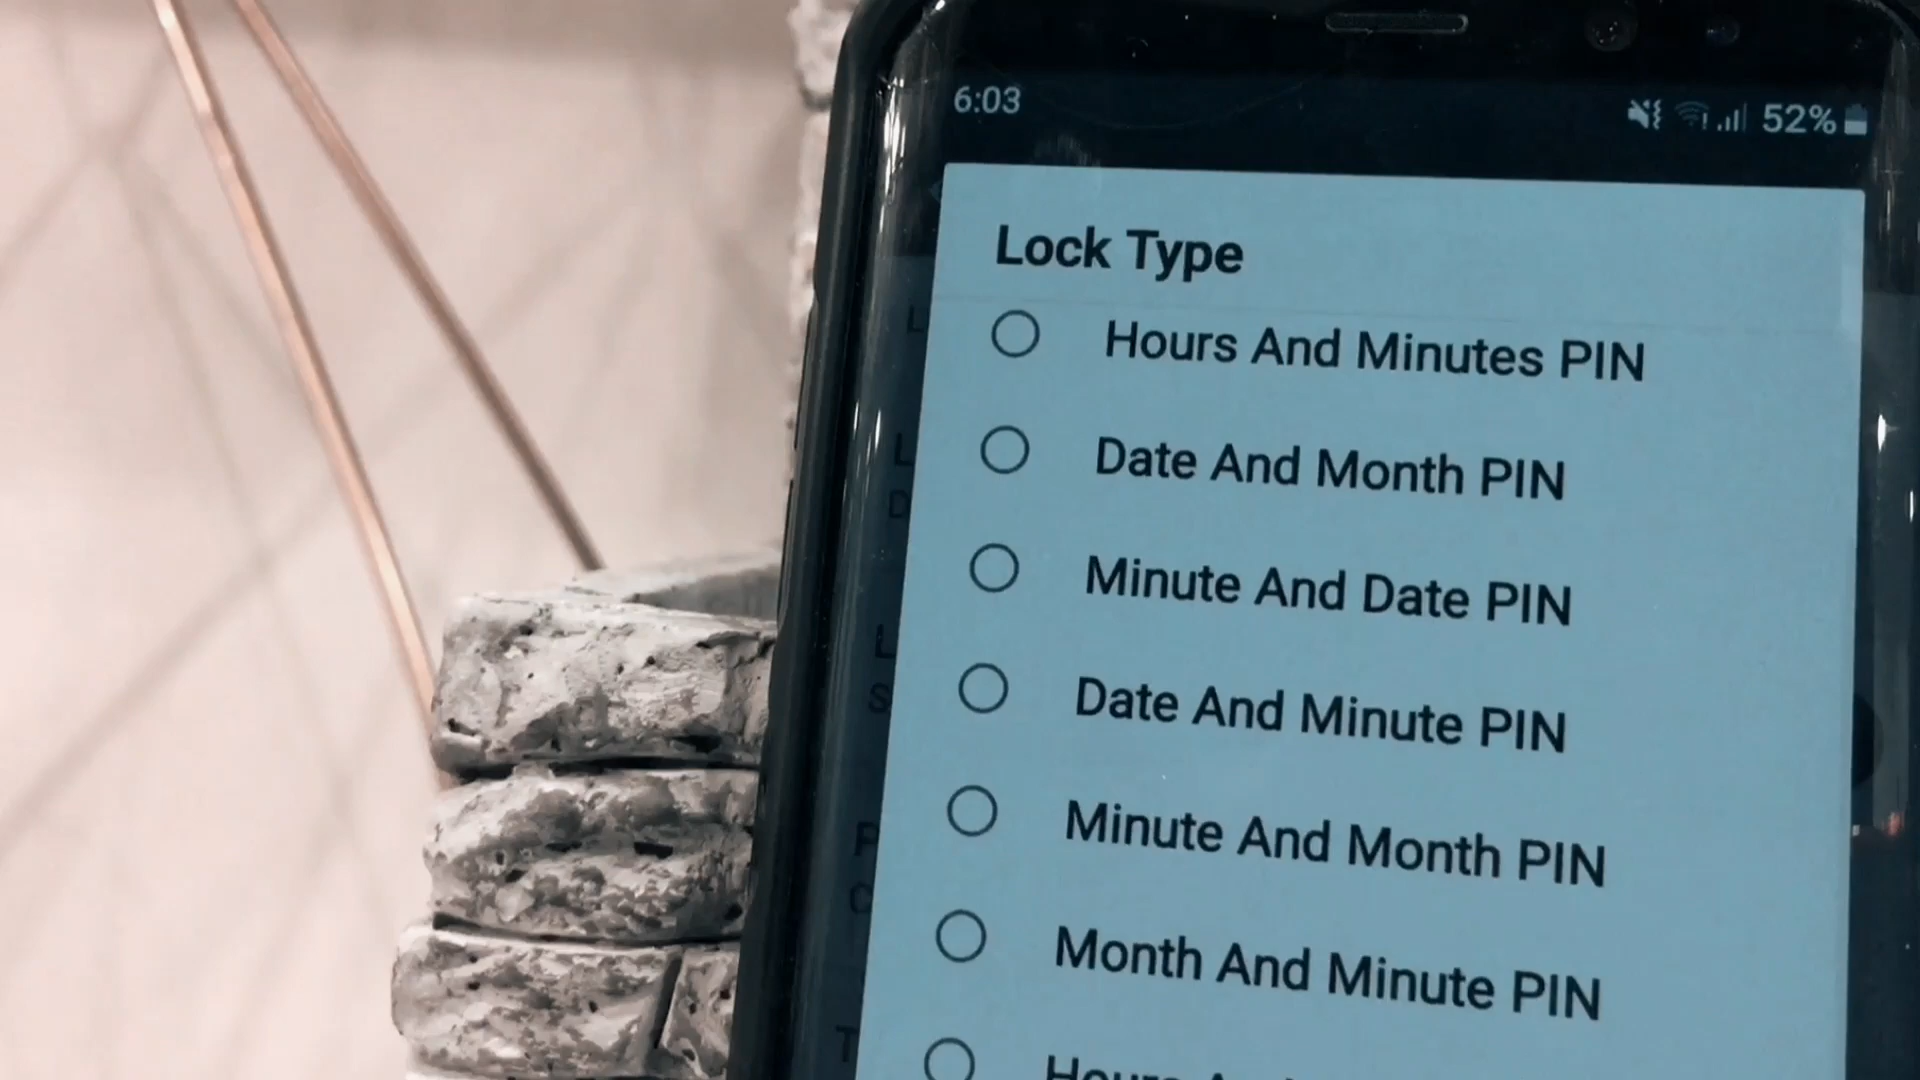 6:03
52%
Lock Type
Hours And Minutes PIN
Date And Month PIN
Minute And Date PIN
Date And Minute PIN
Minute And Month PIN
Month And Minute PIN